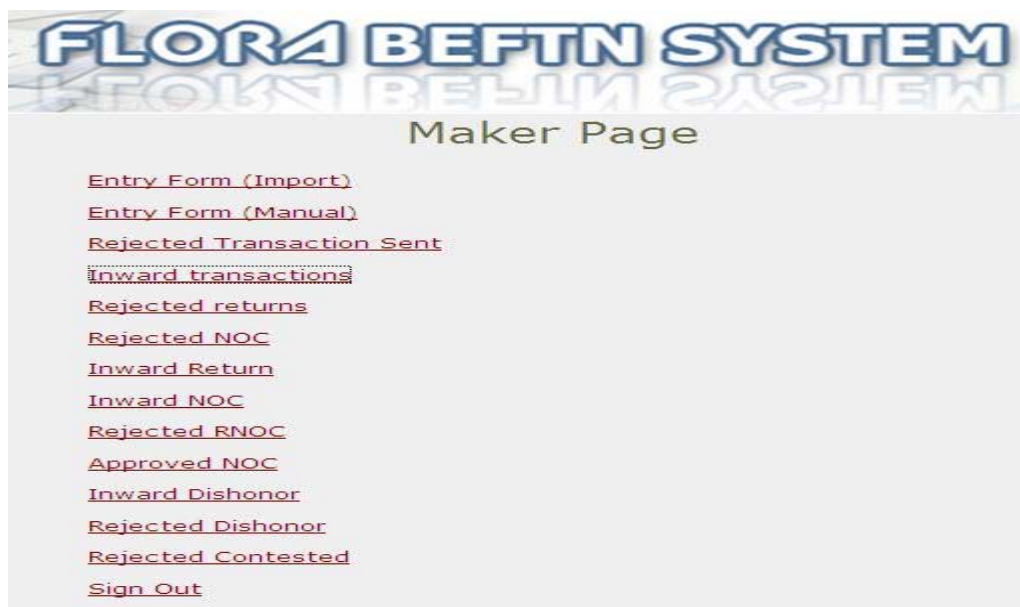 FLORA BEFTN SYSTEM
Maker Page
Entry Form (Import)
Entry Form (Manual)
Rejected Transaction Sent
Inward transactions
Rejected returns
Rejected NOC
Inward Return
Inward NOC
Rejected RNOC
Approved NOC
Inward Dishonor
Rejected Dishonor
Rejected Contested
Sign Out